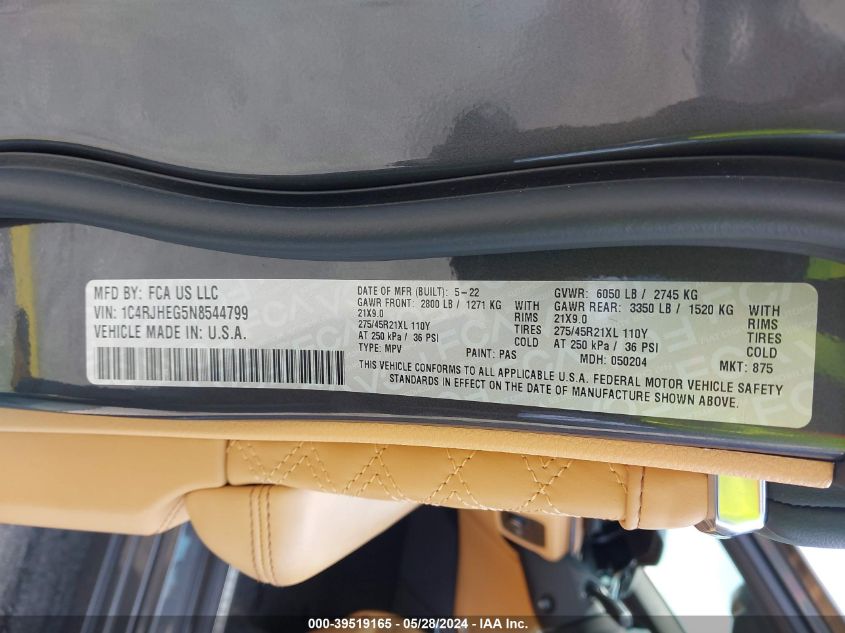 MFD BY: FCA US LLC
VIN: 1C4RJHEG5N8544799
VEHICLE MADE IN: U.S.A.
DATE OF MFR (BUILT): 5-22
GAWR FRONT: 2800 LB / 1271 KG WITH
21X9.0 RIMS
275/45R21XL 110Y TIRES
AT 250 kPa / 36 PSI COLD
TYPE: MPV PAINT: PAS
GVWR: 6050 LB / 2745 KG
GAWR REAR: 3350 LB / 1520 KG WITH
21X9.0 RIMS
275/45R21XL 110Y TIRES
AT 250 kPa / 36 PSI COLD
MDH: 050204 MKT: 875
THIS VEHICLE CONFORMS TO ALL APPLICABLE U.S.A. FEDERAL MOTOR VEHICLE SAFETY
STANDARDS IN EFFECT ON THE DATE OF MANUFACTURE SHOWN ABOVE.
000-39519165 - 05/28/2024 - IAA Inc.